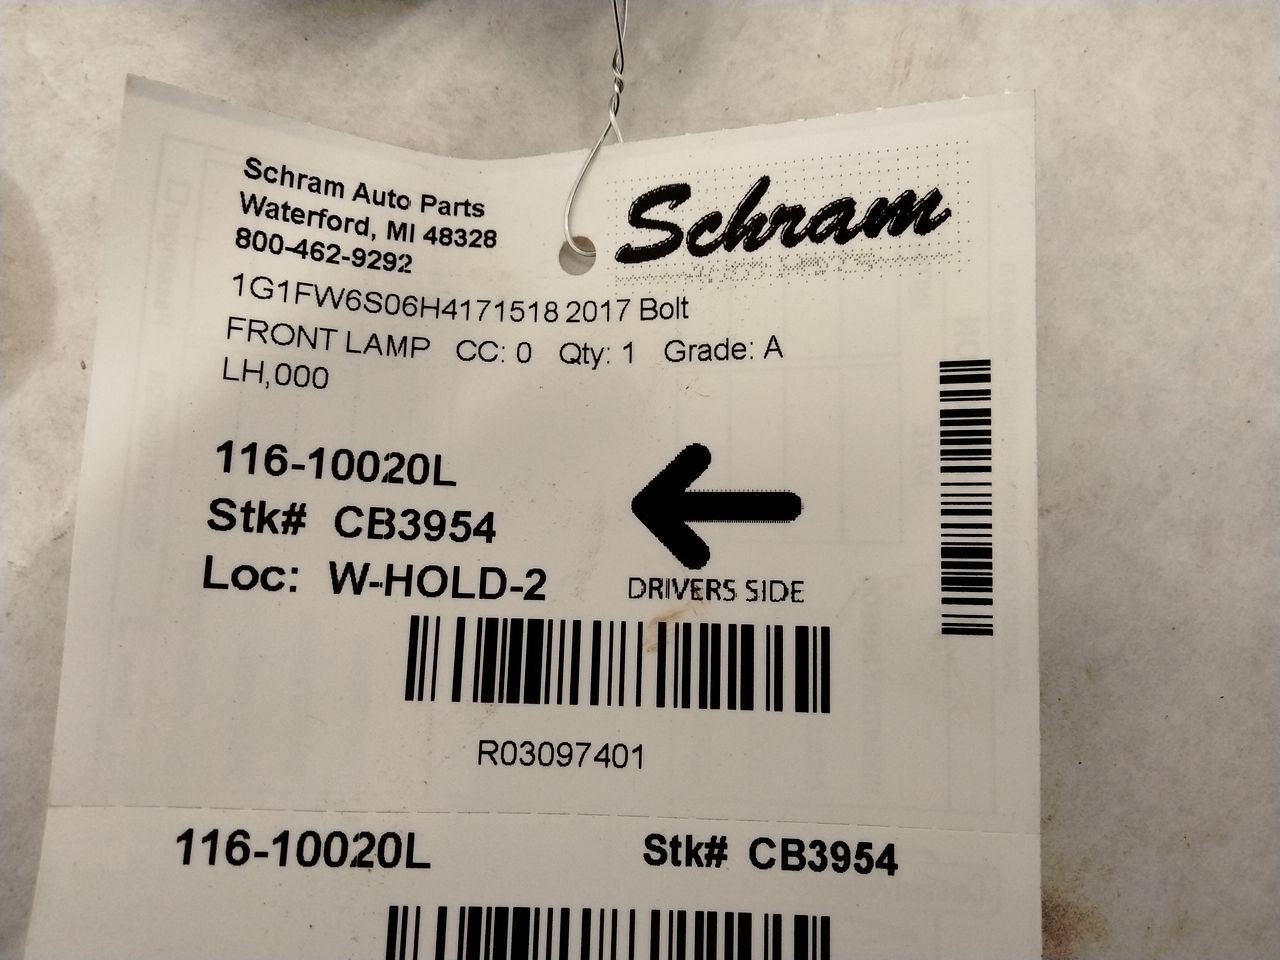 Schram Auto Parts
Waterford, MI 48328
800-462-9292
Schram
1G1FW6S06H4171518 2017 Bolt
FRONT LAMP CC: 0 Qty: 1 Grade: A
LH,000
116-10020L
Stk# CB3954
Loc: W-HOLD-2
DRIVERS SIDE
R03097401
116-10020L Stk# CB3954